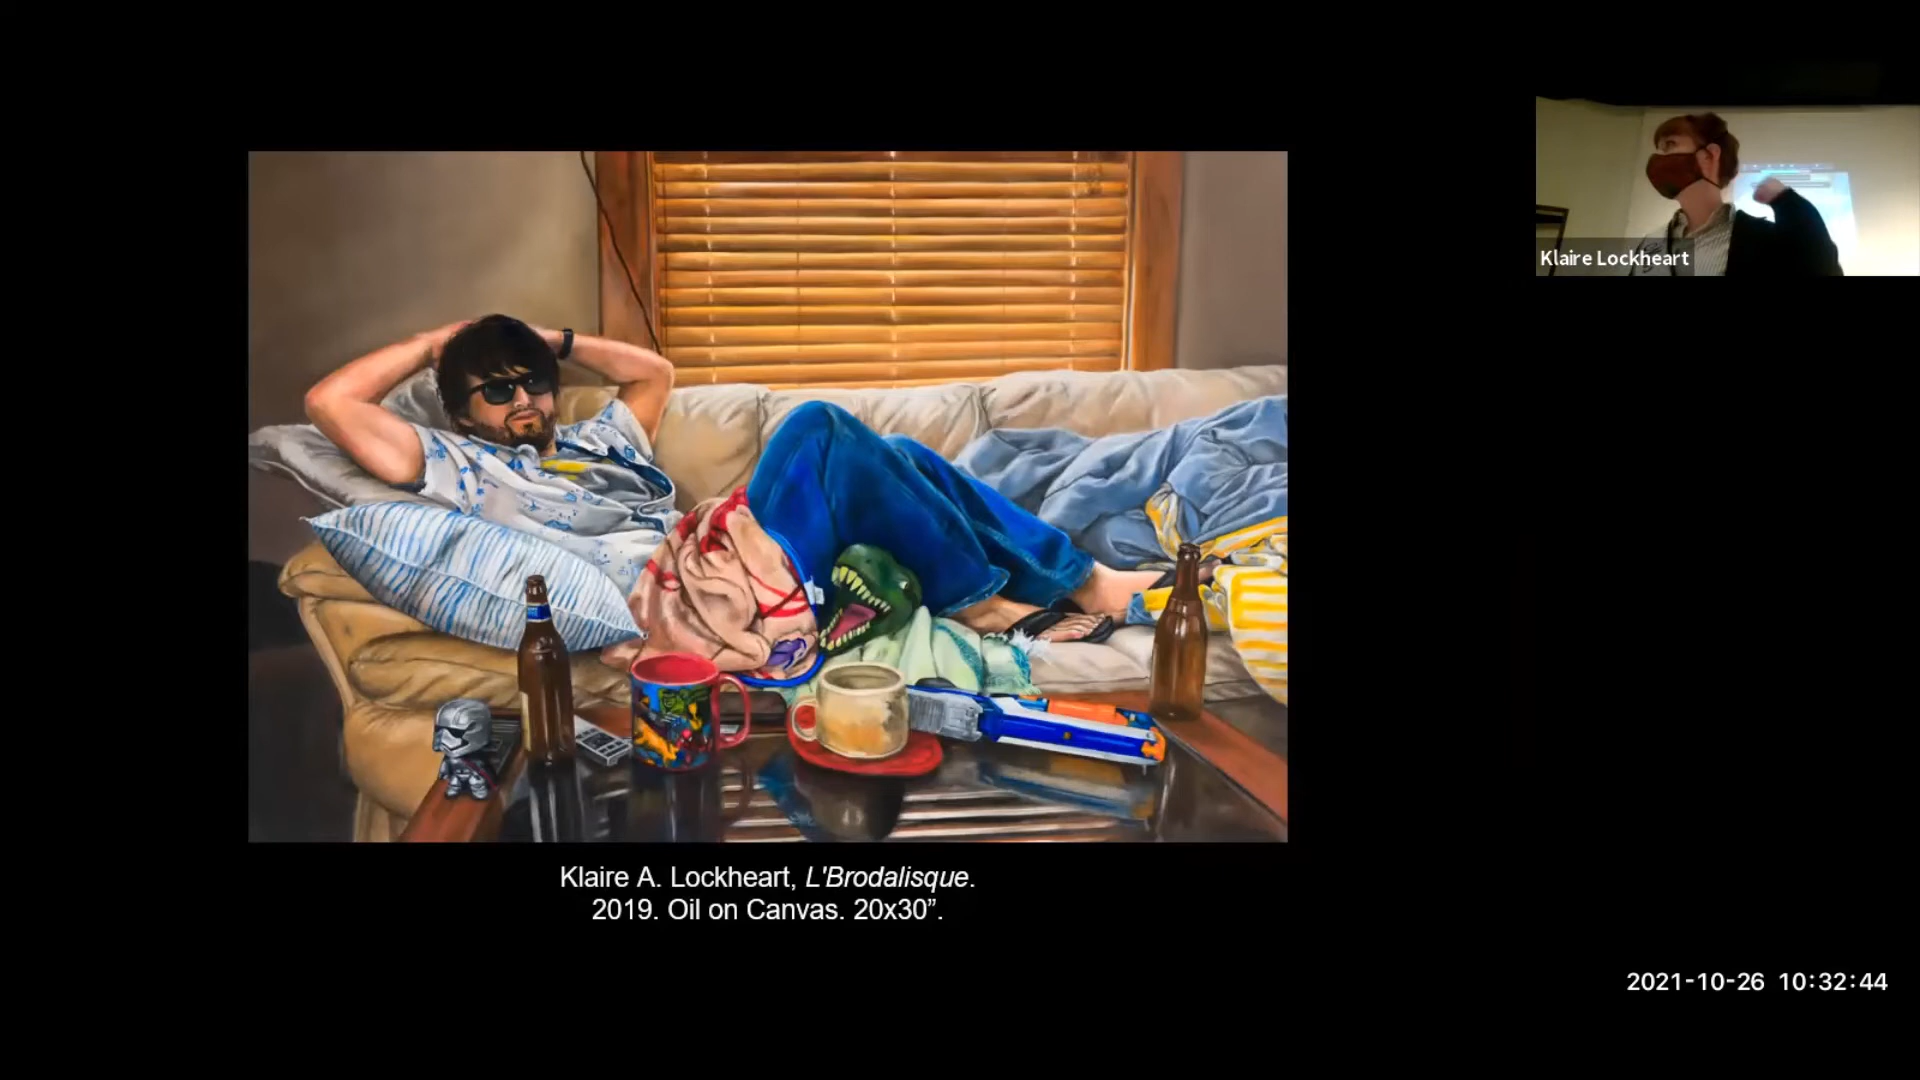 Klaire Lockheart
Klaire A. Lockheart, L'Brodalisque.
2019. Oil on Canvas. 20x30”.
2021-10-26 10:32:44